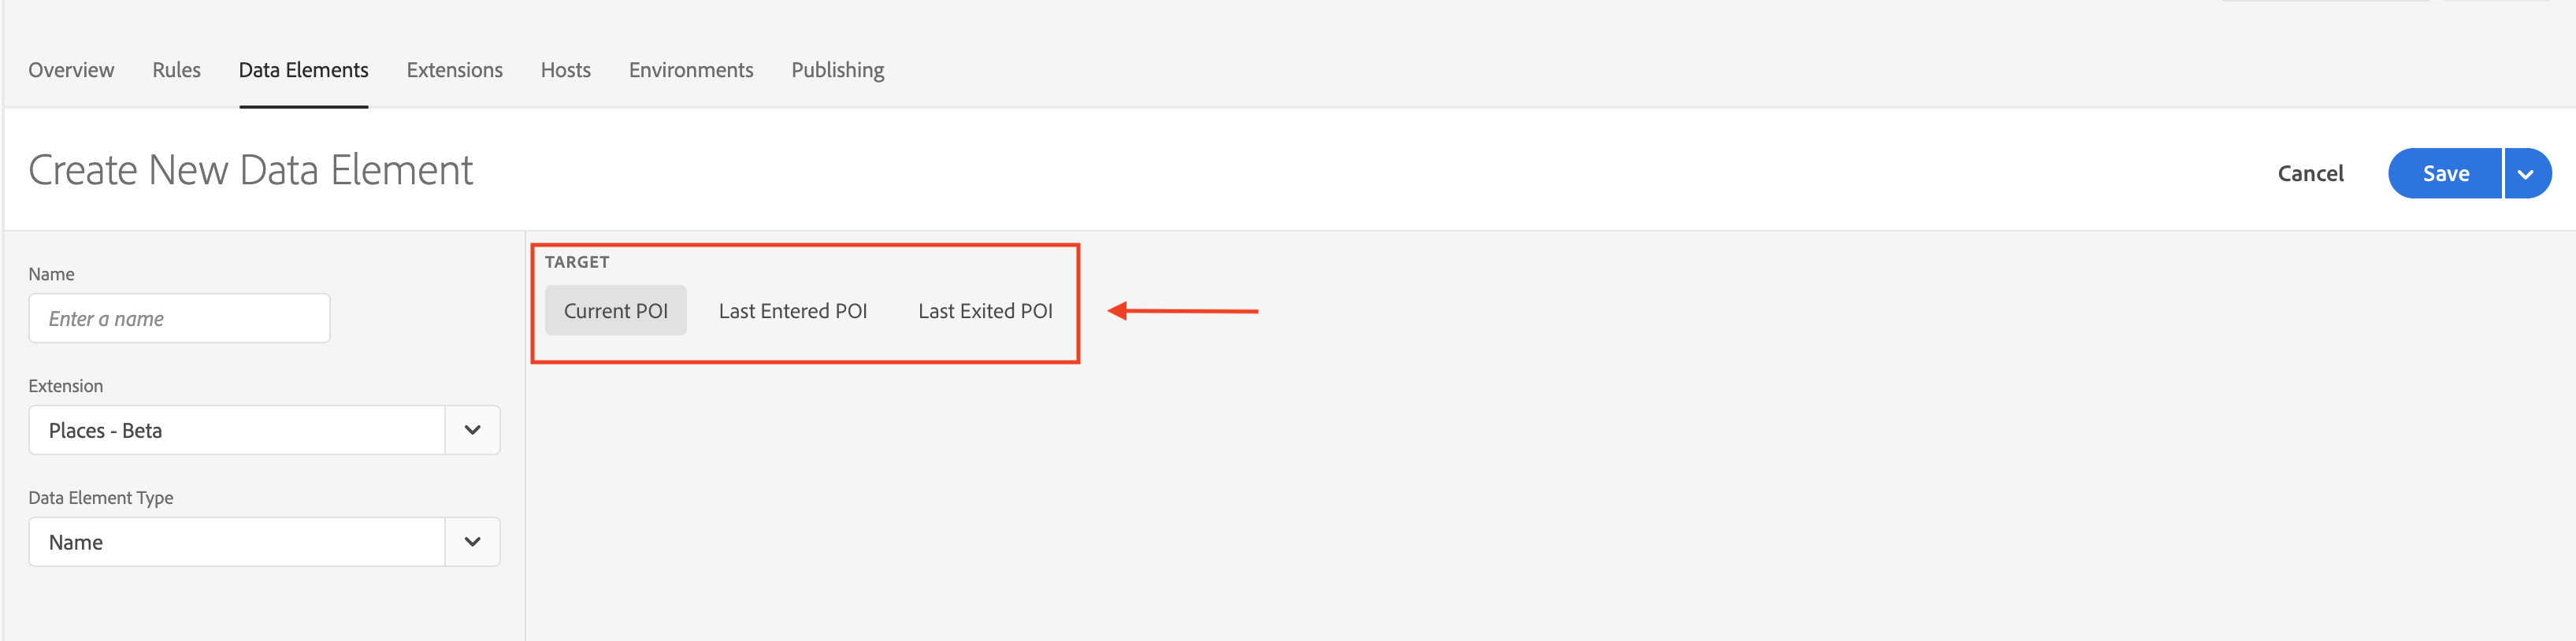 Overview Rules Data Elements Extensions Hosts Environments Publishing
Create New Data Element
Cancel Save
Name
Enter a name
Extension
Places - Beta
Data Element Type
Name
TARGET
Current POI Last Entered POI Last Exited POI